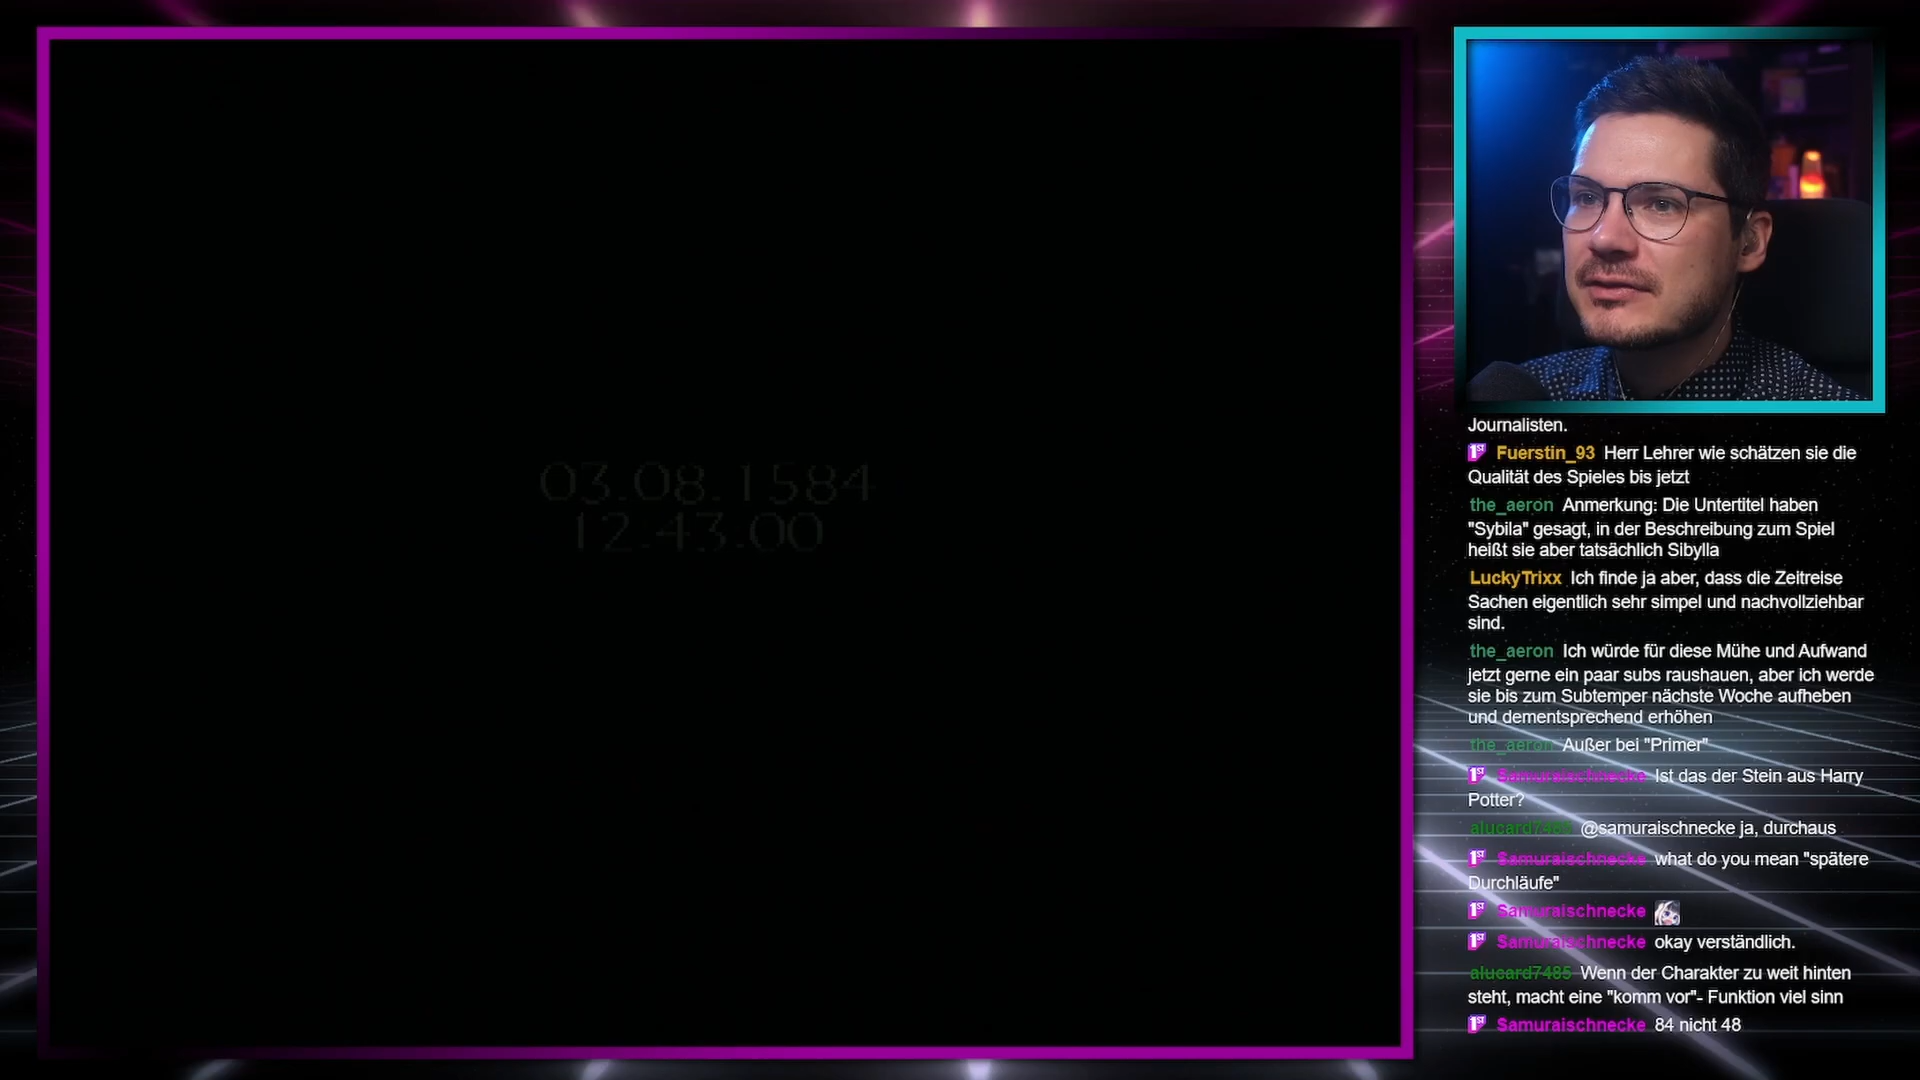 03.08.1584
12:43:00
Journalisten.
1ST Fuerstin_93 Herr Lehrer wie schätzen sie die
Qualität des Spieles bis jetzt
the_aeron Anmerkung: Die Untertitel haben
"Sybila" gesagt, in der Beschreibung zum Spiel
heißt sie aber tatsächlich Sibylla
LuckyTrixx Ich finde ja aber, dass die Zeitreise
Sachen eigentlich sehr simpel und nachvollziehbar
sind.
the_aeron Ich würde für diese Mühe und Aufwand
jetzt gerne ein paar subs raushauen, aber ich werde
sie bis zum Subtemper nächste Woche aufheben
und dementsprechend erhöhen
the_aeron Außer bei "Primer"
1ST Samuraischnecke Ist das der Stein aus Harry
Potter?
alucard7485 @samuraischnecke ja, durchaus
1ST Samuraischnecke what do you mean "spätere
Durchläufe"
1ST Samuraischnecke
1ST Samuraischnecke okay verständlich.
alucard7485 Wenn der Charakter zu weit hinten
steht, macht eine "komm vor"- Funktion viel sinn
1ST Samuraischnecke 84 nicht 48